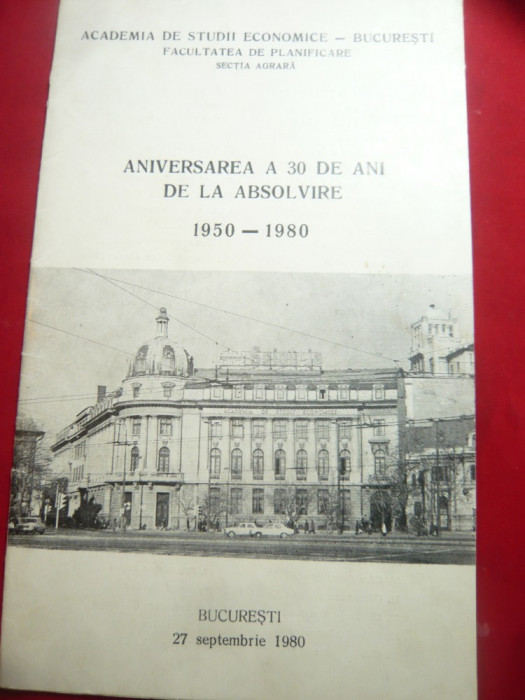 ACADEMIA DE STUDII ECONOMICE — BUCUREȘTI
FACULTATEA DE PLANIFICARE
SECȚIA AGRARĂ
ANIVERSAREA A 30 DE ANI
DE LA ABSOLVIRE
1950 — 1980
BUCUREȘTI
27 septembrie 1980